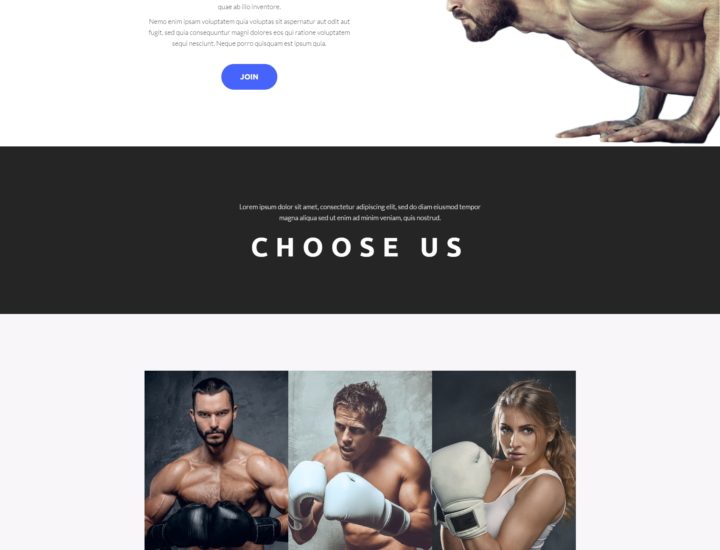 quae ab illo inventore.
Nemo enim ipsam voluptatem quia voluptas sit aspernatur aut odit aut
fugit, sed quia consequuntur magni dolores eos qui ratione voluptatem
sequi nesciunt. Neque porro quisquam est ipsum quia.
JOIN
Lorem ipsum dolor sit amet, consectetur adipiscing elit, sed do diam eiusmod tempor
magna aliqua sed ut enim ad minim veniam, quis nostrud.
CHOOSE US